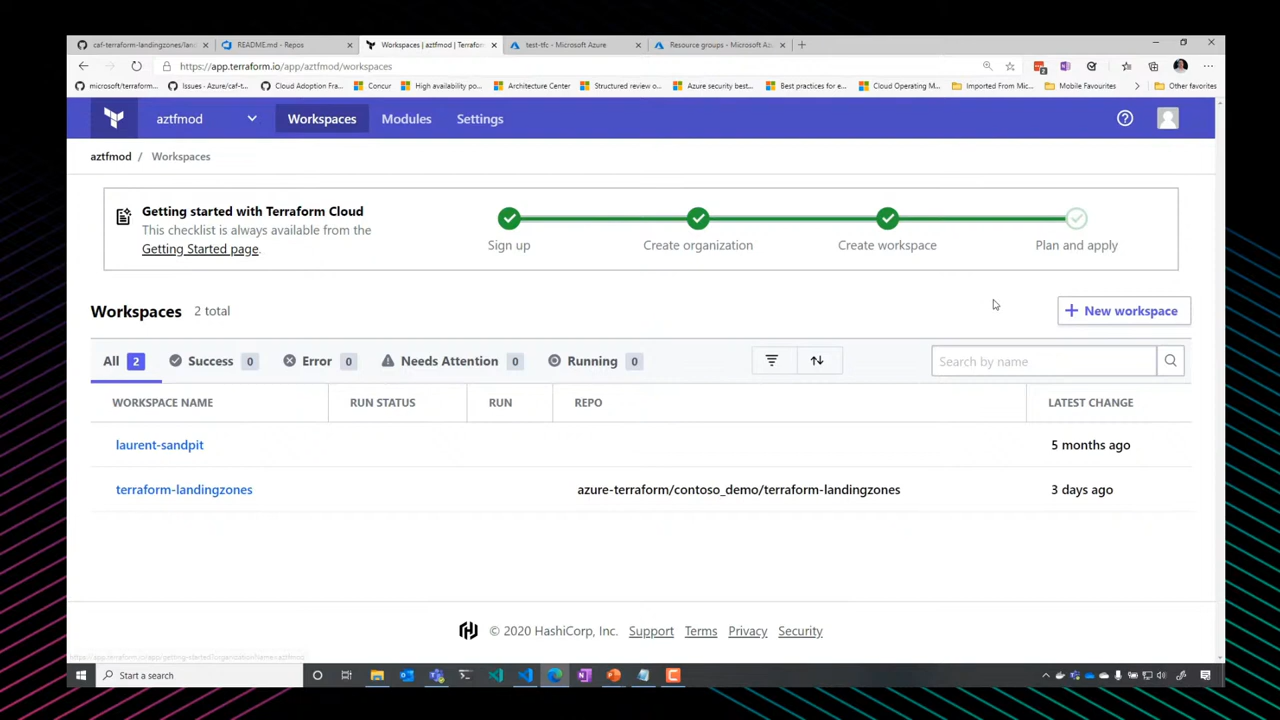 caf-terraform-landingzones/lan
README.md - Repos
Workspaces | aztfmod | Terrafor
test-tfc - Microsoft Azure
Resource groups - Microsoft Az
https://app.terraform.io/app/aztfmod/workspaces
microsoft/terraform...
Issues - Azure/caf-t...
Cloud Adoption Fra...
Concur
High availability po...
Architecture Center
Structured review o...
Azure security best...
Best practices for e...
Cloud Operating M...
Imported From Mic...
Mobile Favourites
Other favorites
aztfmod
Workspaces
Modules
Settings
aztfmod / Workspaces
Getting started with Terraform Cloud
This checklist is always available from the
Getting Started page.
Sign up
Create organization
Create workspace
Plan and apply
Workspaces 2 total
+ New workspace
All 2
Success 0
Error 0
Needs Attention 0
Running 0
Search by name
WORKSPACE NAME
RUN STATUS
RUN
REPO
LATEST CHANGE
laurent-sandpit
5 months ago
terraform-landingzones
azure-terraform/contoso_demo/terraform-landingzones
3 days ago
© 2020 HashiCorp, Inc.
Support
Terms
Privacy
Security
Start a search